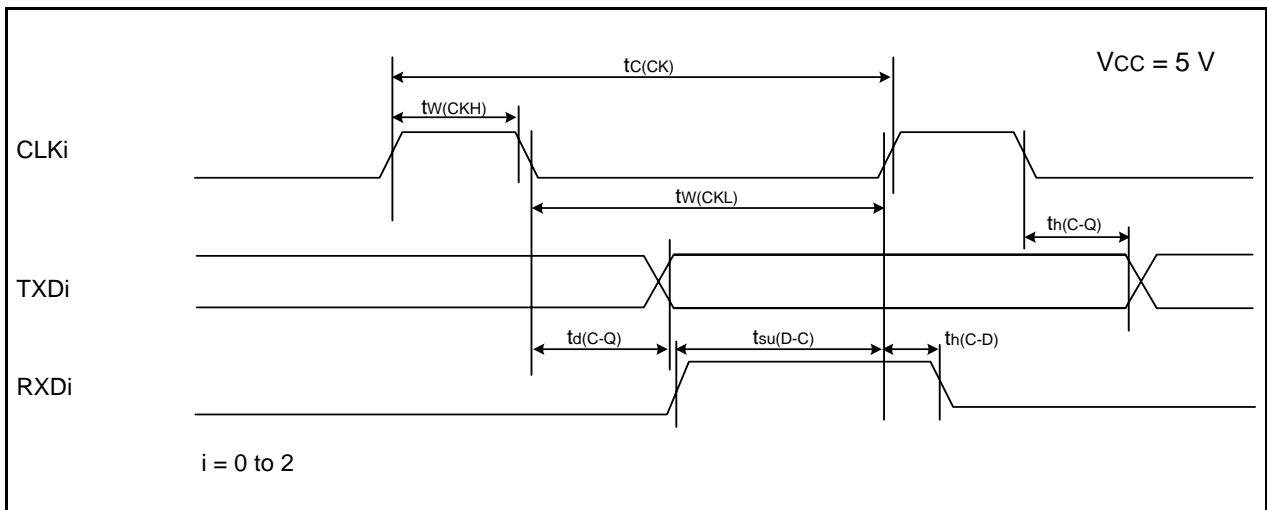 VCC = 5 V
tC(CK)
tW(CKH)
CLKi
tW(CKL)
th(C-Q)
TXDi
td(C-Q)
tsu(D-C)
th(C-D)
RXDi
i = 0 to 2